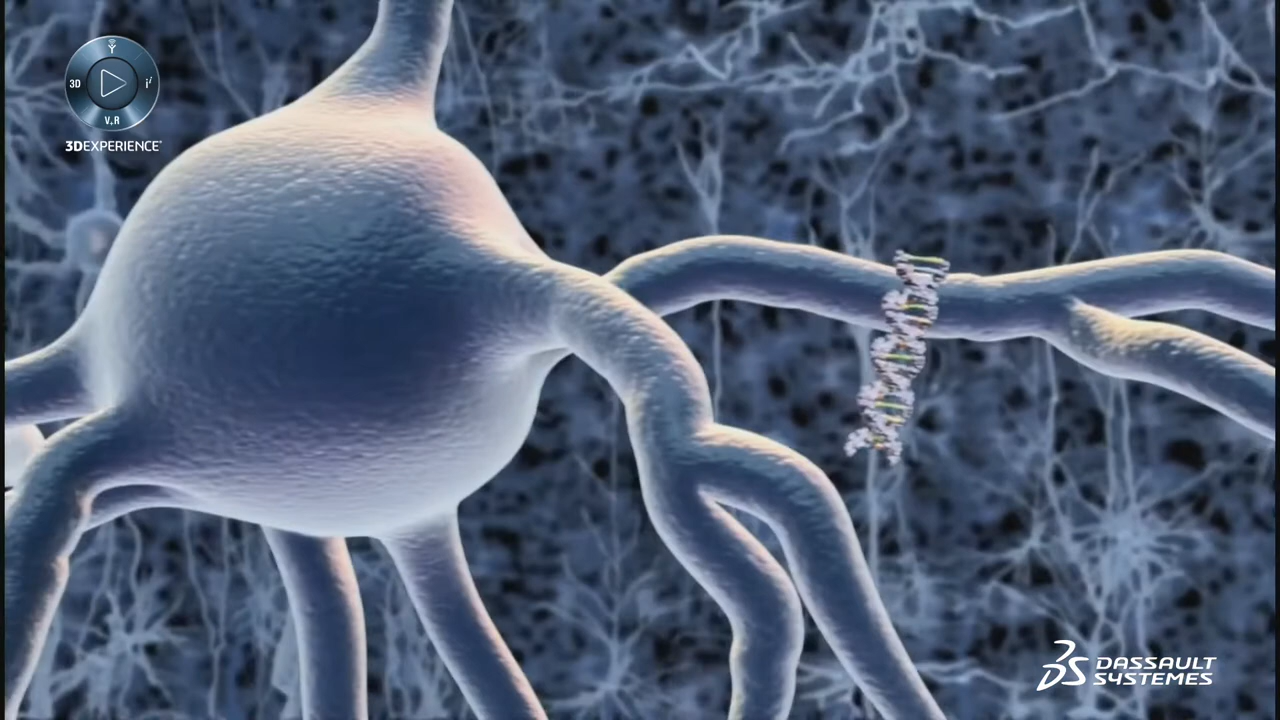 3D
i²
V,R
3DEXPERIENCE
DASSAULT
SYSTEMES